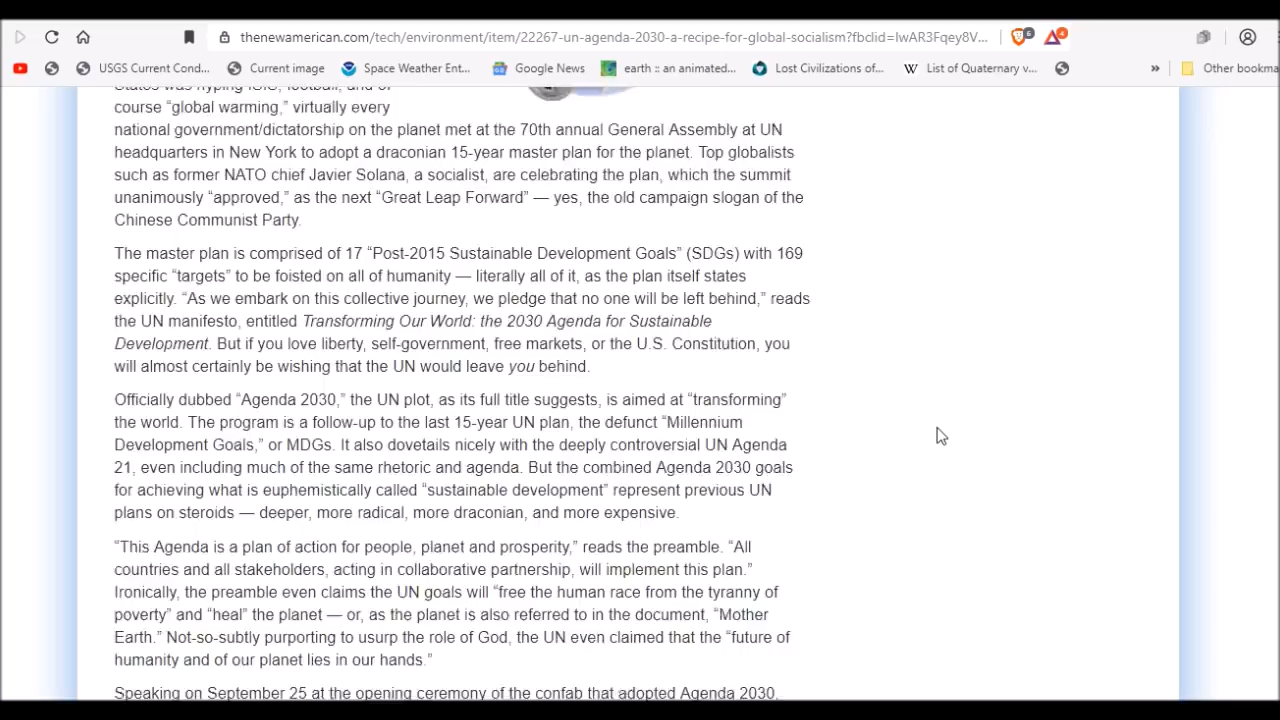 thenewamerican.com/tech/environment/item/22267-un-agenda-2030-a-recipe-for-global-socialism?fbclid=IwAR3Fqey8V...
6
4
USGS Current Cond...
Current image
Space Weather Ent...
Google News
earth :: an animated...
Lost Civilizations of...
W
List of Quaternary v...
»
Other bookma
States was hyping ISIS, football, and of
course “global warming,” virtually every
national government/dictatorship on the planet met at the 70th annual General Assembly at UN
headquarters in New York to adopt a draconian 15-year master plan for the planet. Top globalists
such as former NATO chief Javier Solana, a socialist, are celebrating the plan, which the summit
unanimously “approved,” as the next “Great Leap Forward” — yes, the old campaign slogan of the
Chinese Communist Party.
The master plan is comprised of 17 “Post-2015 Sustainable Development Goals” (SDGs) with 169
specific “targets” to be foisted on all of humanity — literally all of it, as the plan itself states
explicitly. “As we embark on this collective journey, we pledge that no one will be left behind,” reads
the UN manifesto, entitled Transforming Our World: the 2030 Agenda for Sustainable
Development. But if you love liberty, self-government, free markets, or the U.S. Constitution, you
will almost certainly be wishing that the UN would leave you behind.
Officially dubbed “Agenda 2030,” the UN plot, as its full title suggests, is aimed at “transforming”
the world. The program is a follow-up to the last 15-year UN plan, the defunct “Millennium
Development Goals,” or MDGs. It also dovetails nicely with the deeply controversial UN Agenda
21, even including much of the same rhetoric and agenda. But the combined Agenda 2030 goals
for achieving what is euphemistically called “sustainable development” represent previous UN
plans on steroids — deeper, more radical, more draconian, and more expensive.
“This Agenda is a plan of action for people, planet and prosperity,” reads the preamble. “All
countries and all stakeholders, acting in collaborative partnership, will implement this plan.”
Ironically, the preamble even claims the UN goals will “free the human race from the tyranny of
poverty” and “heal” the planet — or, as the planet is also referred to in the document, “Mother
Earth.” Not-so-subtly purporting to usurp the role of God, the UN even claimed that the “future of
humanity and of our planet lies in our hands.”
Speaking on September 25 at the opening ceremony of the confab that adopted Agenda 2030,